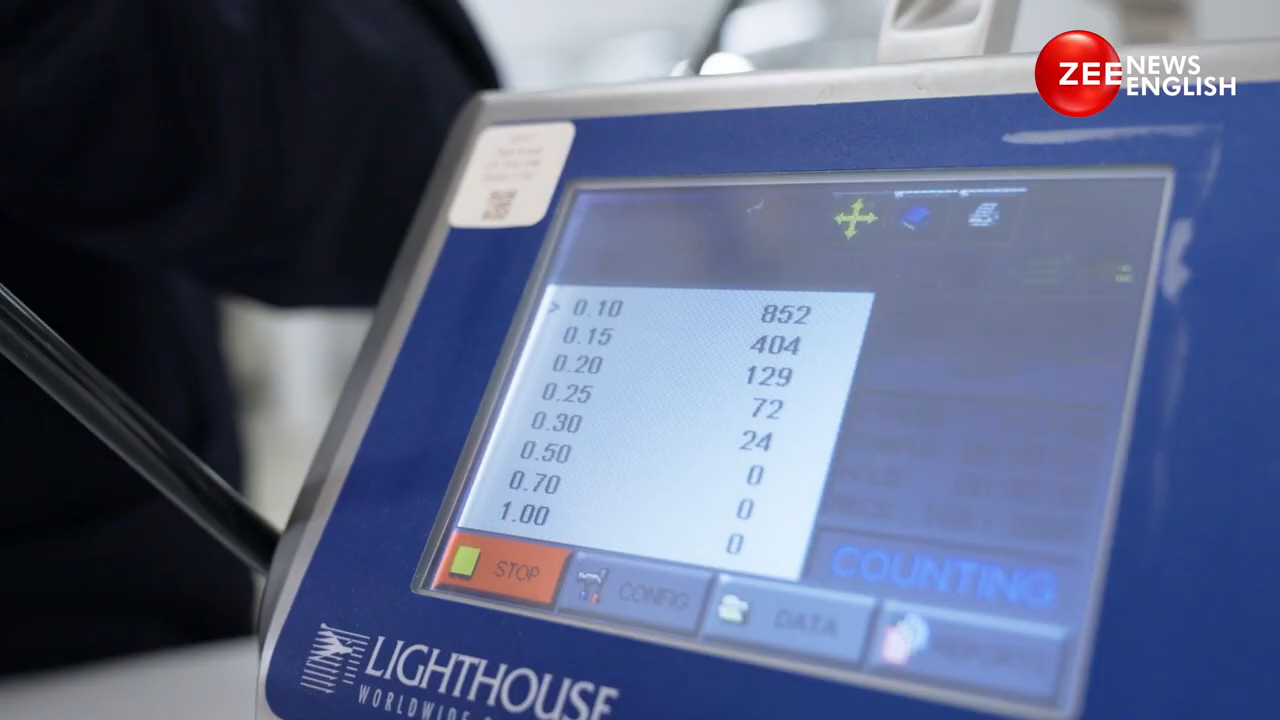 ZEE NEWS
ENGLISH
> 0.10 852
0.15 404
0.20 129
0.25 72
0.30 24
0.50 0
0.70 0
1.00 0
COUNTING
STOP CONFIG DATA
LIGHTHOUSE
WORLDWIDE